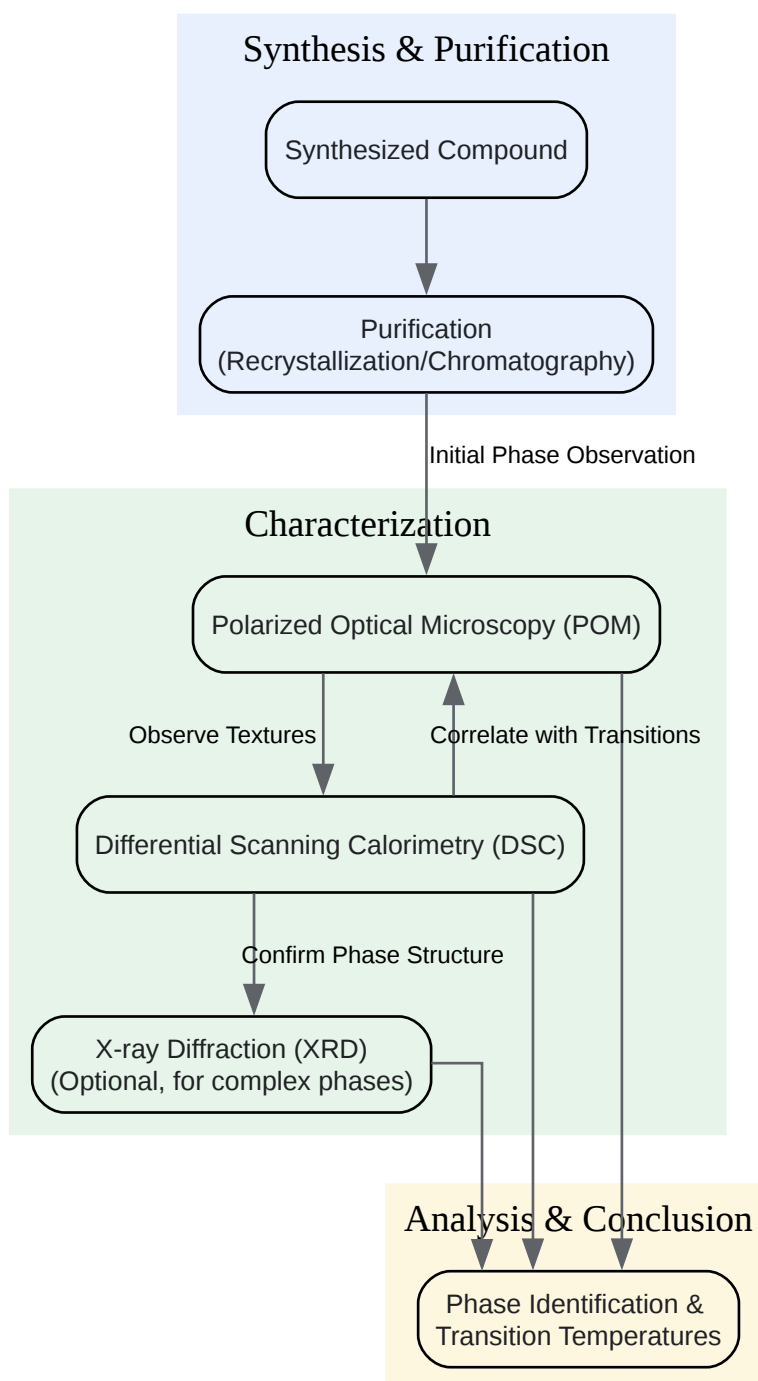 Synthesis & Purification
Synthesized Compound
Purification
(Recrystallization/Chromatography)
Initial Phase Observation
Characterization
Polarized Optical Microscopy (POM)
Observe Textures
Correlate with Transitions
Differential Scanning Calorimetry (DSC)
Confirm Phase Structure
X-ray Diffraction (XRD)
(Optional, for complex phases)
Analysis & Conclusion
Phase Identification &
Transition Temperatures